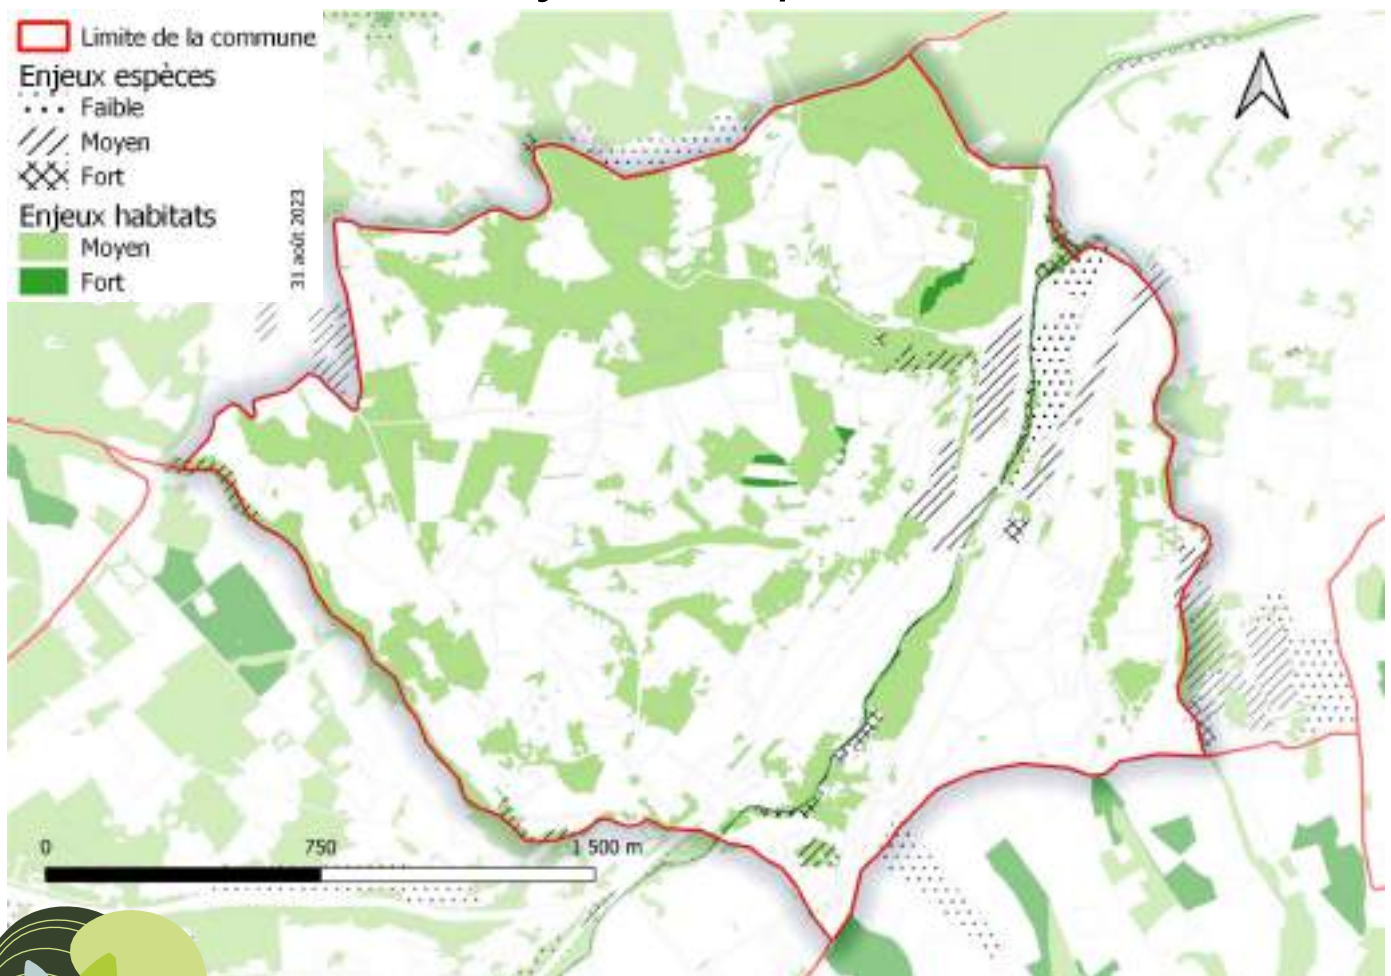 Limite de la commune
Enjeux espèces
Faible
Moyen
Fort
Enjeux habitats
Moyen
Fort
31 août 2023
0 750 1 500 m